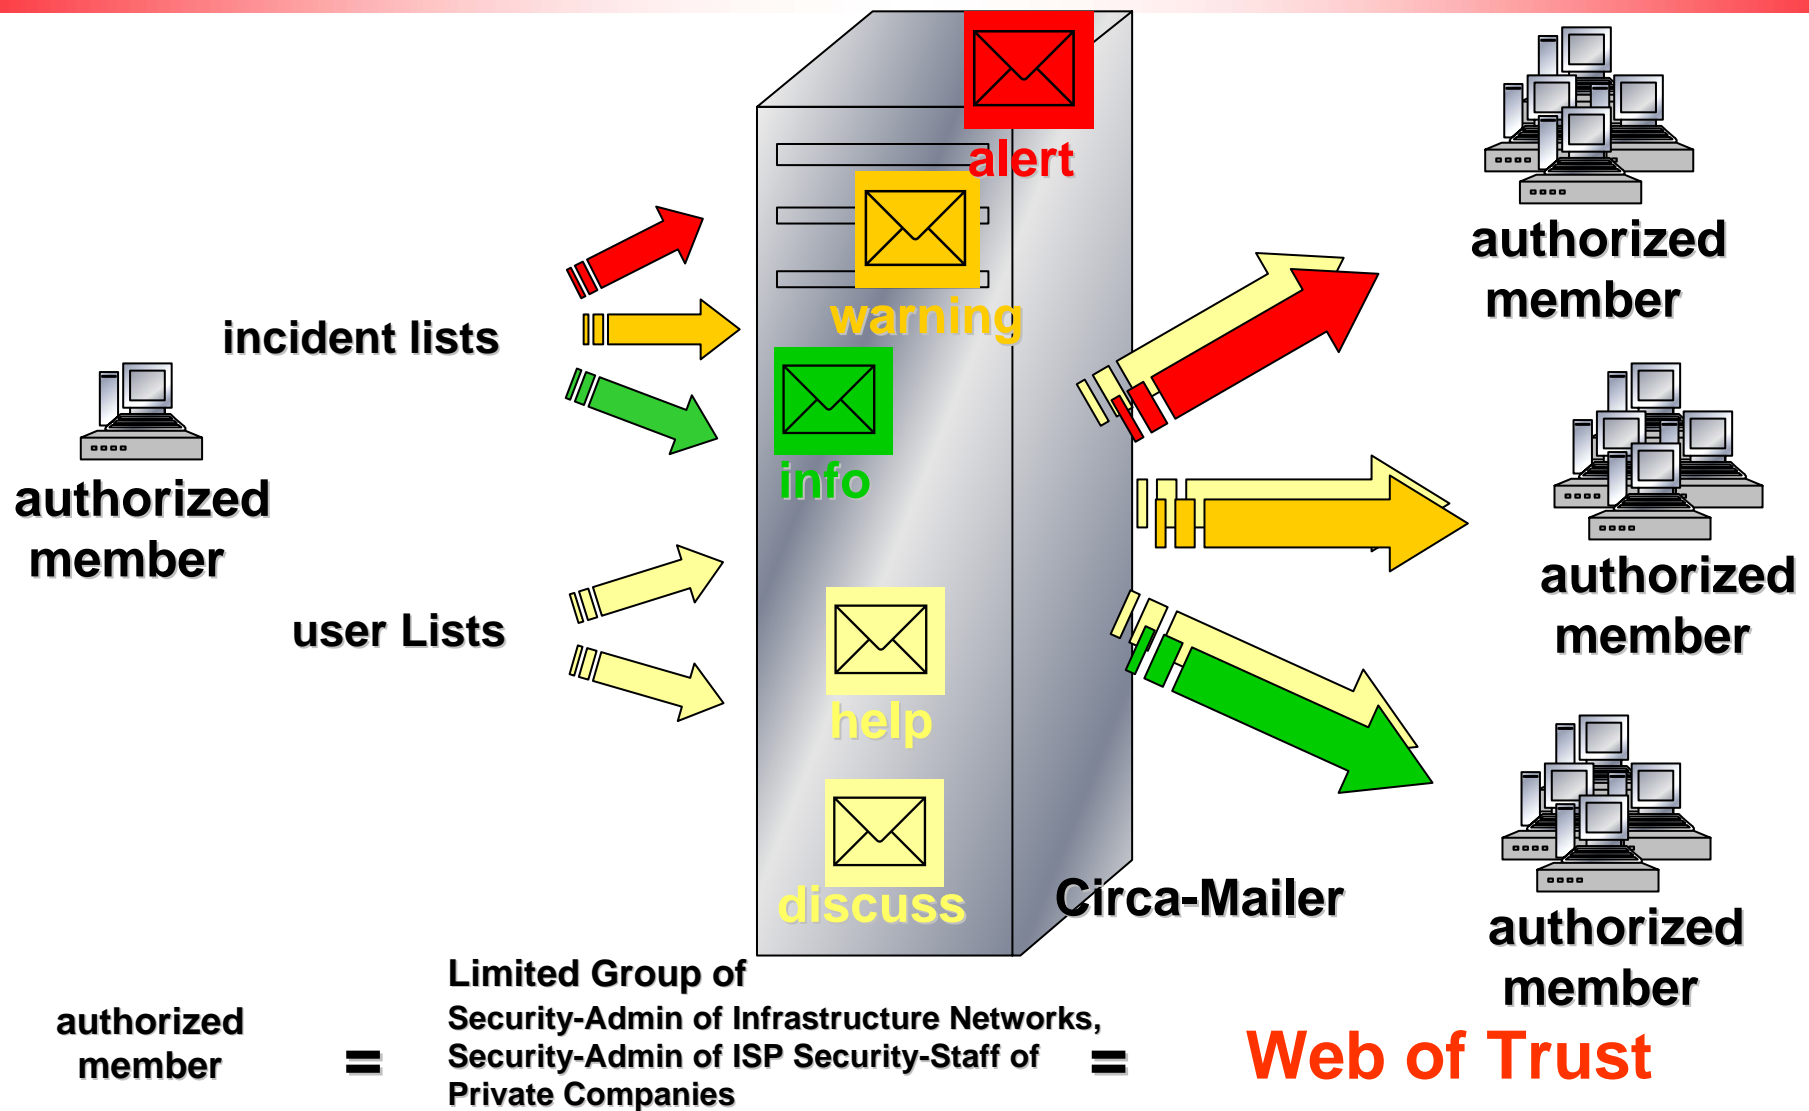 alert
warning
info
incident lists
authorized
member
user Lists
help
discuss
Circa-Mailer
authorized
member
authorized
member
authorized
member
authorized
member
=
Limited Group of
Security-Admin of Infrastructure Networks,
Security-Admin of ISP Security-Staff of
Private Companies
=
Web of Trust